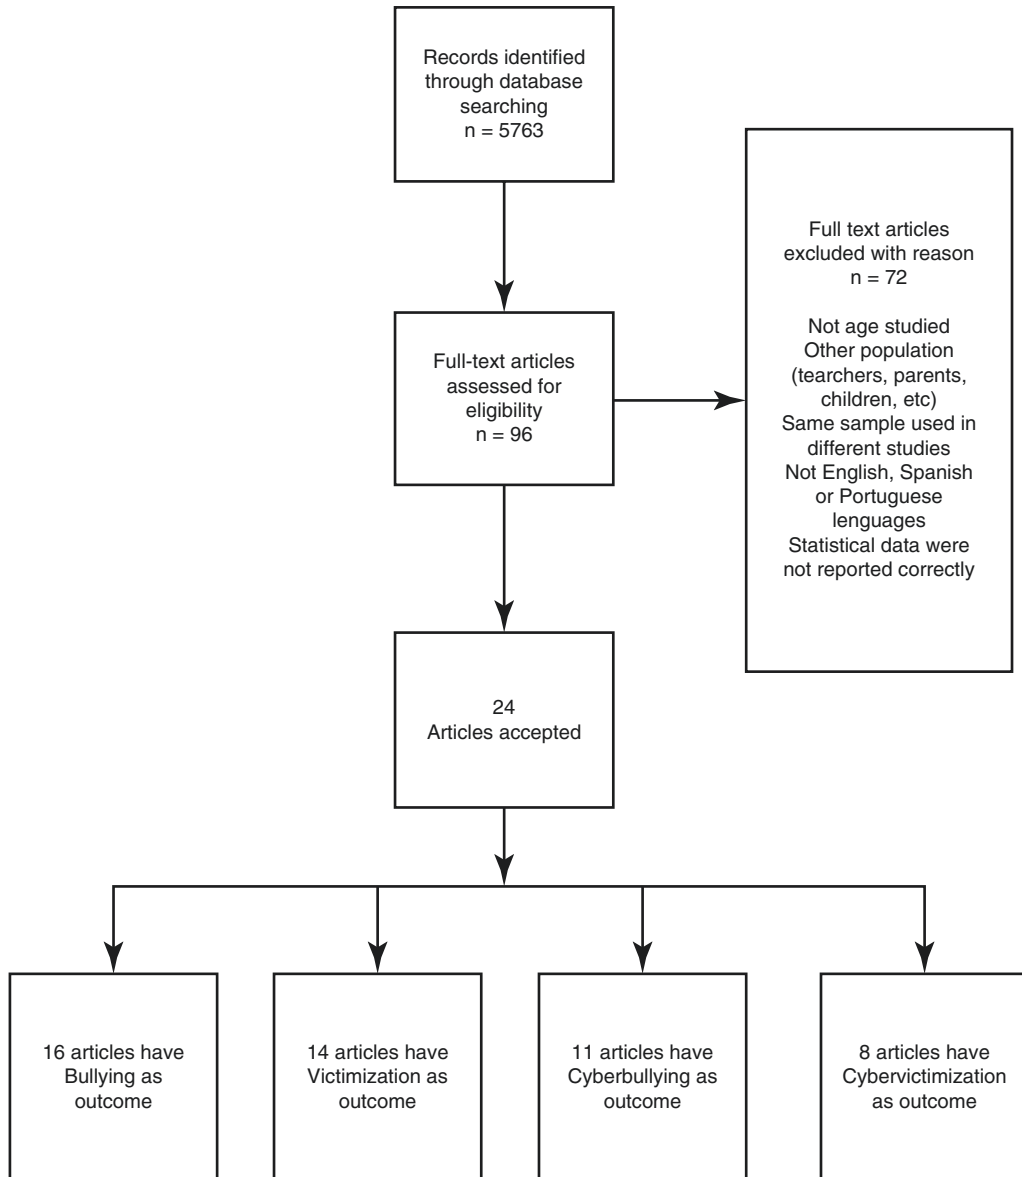 Records identified
through database
searching
n = 5763
Full text articles
excluded with reason
n = 72
Not age studied
Other population
(tearchers, parents,
children, etc)
Same sample used in
different studies
Not English, Spanish
or Portuguese
lenguages
Statistical data were
not reported correctly
Full-text articles
assessed for
eligibility
n = 96
24
Articles accepted
16 articles have
Bullying as
outcome
14 articles have
Victimization as
outcome
11 articles have
Cyberbullying as
outcome
8 articles have
Cybervictimization
as outcome